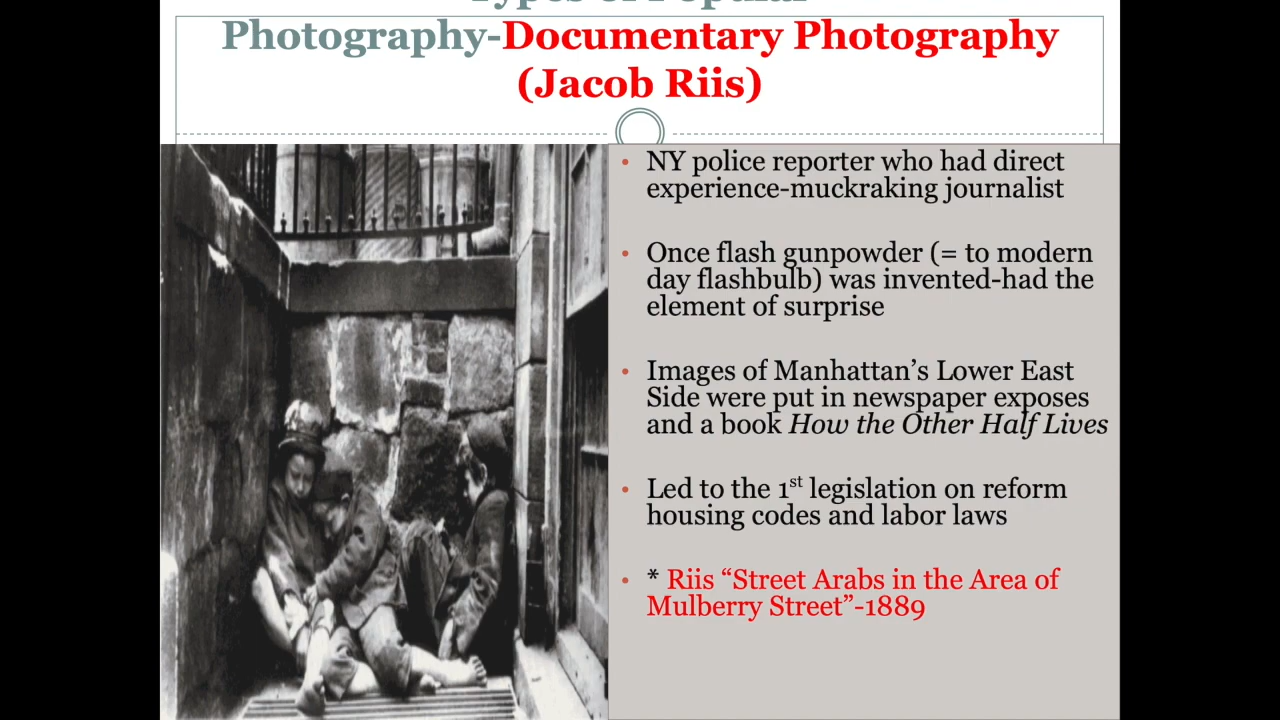 Types of Popular
Photography-Documentary Photography
(Jacob Riis)
• NY police reporter who had direct
experience-muckraking journalist
• Once flash gunpowder (= to modern
day flashbulb) was invented-had the
element of surprise
• Images of Manhattan’s Lower East
Side were put in newspaper exposes
and a book How the Other Half Lives
• Led to the 1st legislation on reform
housing codes and labor laws
• * Riis “Street Arabs in the Area of
Mulberry Street”-1889